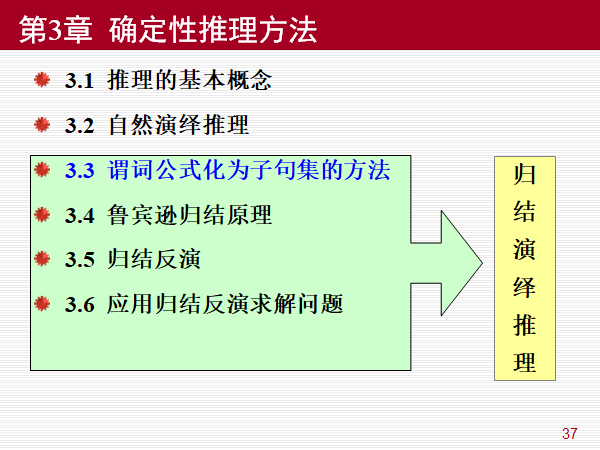 第3章 确定性推理方法
3.1 推理的基本概念
3.2 自然演绎推理
3.3 谓词公式化为子句集的方法
3.4 鲁宾逊归结原理
3.5 归结反演
3.6 应用归结反演求解问题
归
结
演
绎
推
理
37